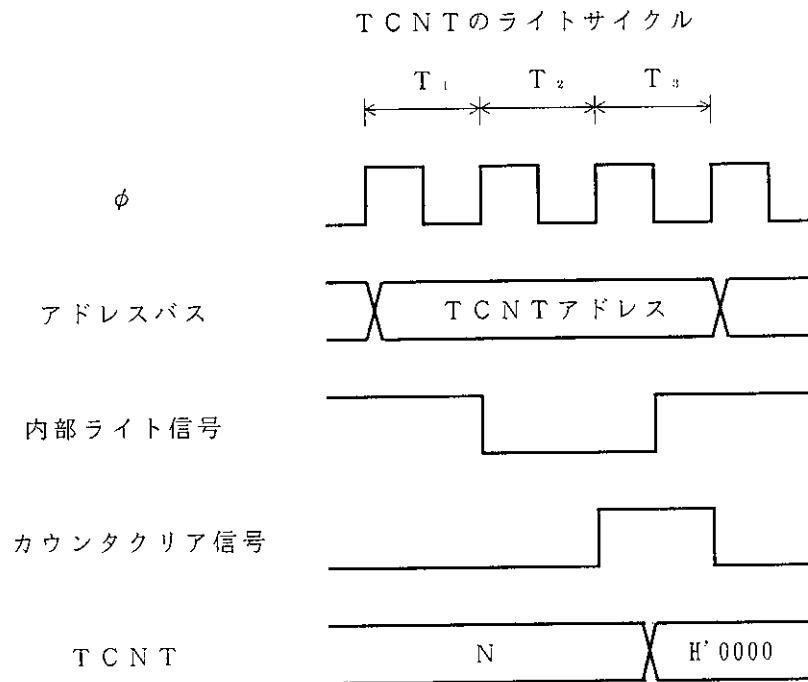 TCNTのライトサイクル
T₁ T₂ T₃
φ
アドレスバス TCNTアドレス
内部ライト信号
カウンタクリア信号
TCNT N H'0000